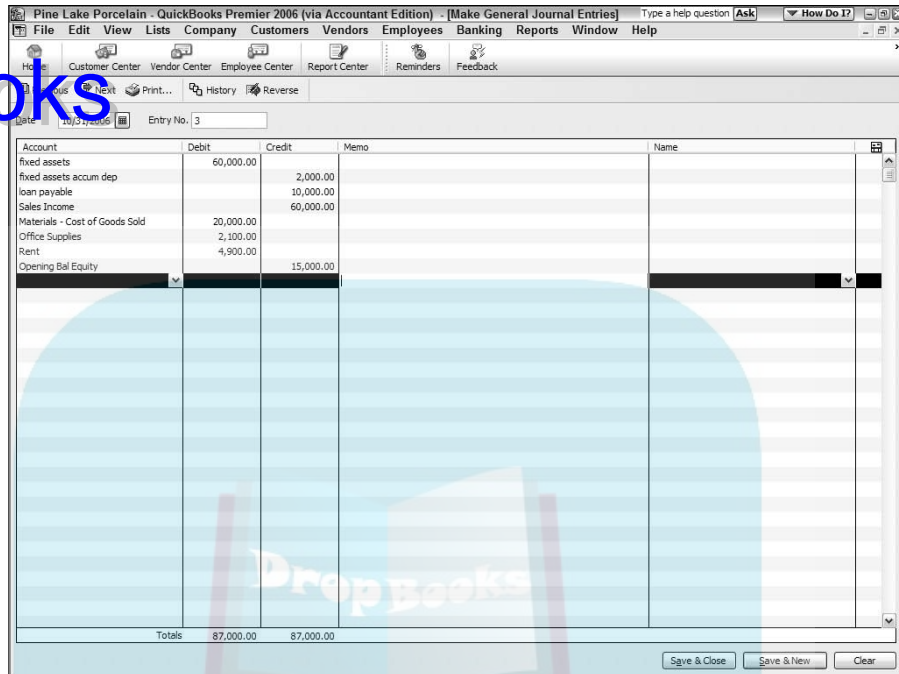 Pine Lake Porcelain - QuickBooks Premier 2006 (via Accountant Edition) - [Make General Journal Entries] Type a help question Ask How Do I?
File Edit View Lists Company Customers Vendors Employees Banking Reports Window Help
Customer Center Vendor Center Employee Center Report Center Reminders Feedback
oks
Next Print... History Reverse
Date 10/31/2006 Entry No. 3
Account Debit Credit Memo Name
fixed assets 60,000.00
fixed assets accum dep 2,000.00
loan payable 10,000.00
Sales Income 60,000.00
Materials - Cost of Goods Sold 20,000.00
Office Supplies 2,100.00
Rent 4,900.00
Opening Bal Equity 15,000.00
DropBooks
Totals 87,000.00 87,000.00
Save & Close Save & New Clear